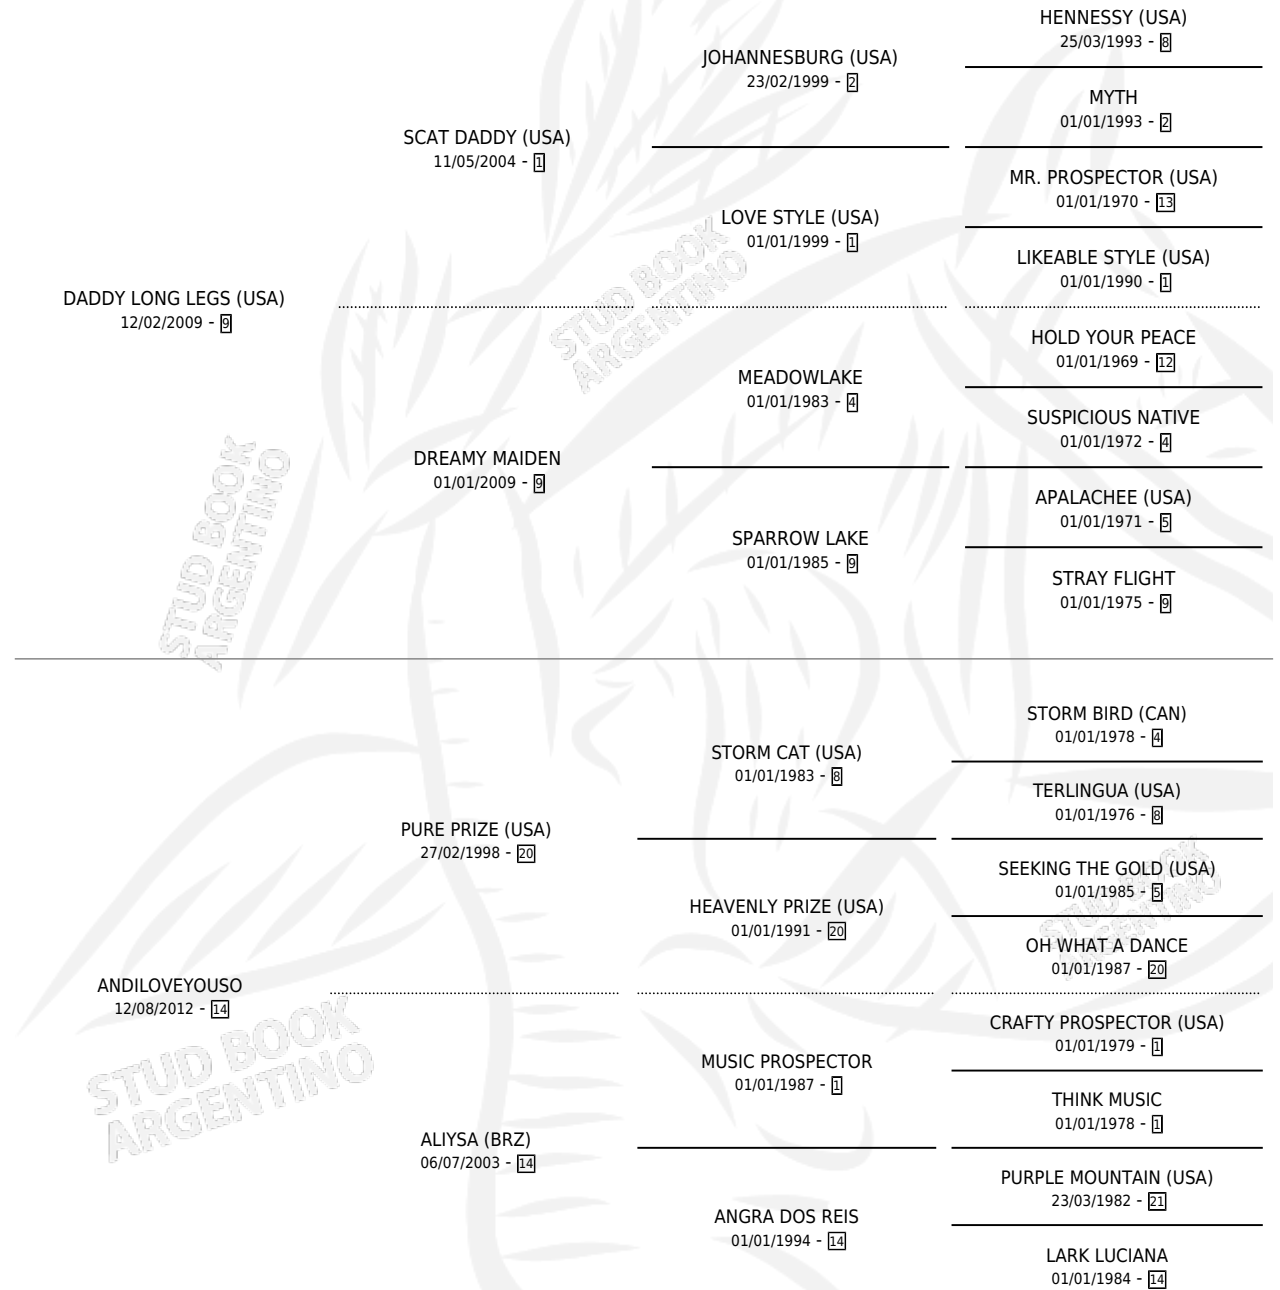 HENNESSY (USA)
25/03/1993 - 8
JOHANNESBURG (USA)
23/02/1999 - 2
MYTH
01/01/1993 - 2
SCAT DADDY (USA)
11/05/2004 - 1
MR. PROSPECTOR (USA)
01/01/1970 - 13
LOVE STYLE (USA)
01/01/1999 - 1
LIKEABLE STYLE (USA)
01/01/1990 - 1
DADDY LONG LEGS (USA)
12/02/2009 - 9
STUD BOOK
ARGENTINO
HOLD YOUR PEACE
01/01/1969 - 12
MEADOWLAKE
01/01/1983 - 4
SUSPICIOUS NATIVE
01/01/1972 - 4
DREAMY MAIDEN
01/01/2009 - 9
APALACHEE (USA)
01/01/1971 - 5
SPARROW LAKE
01/01/1985 - 9
STRAY FLIGHT
01/01/1975 - 9
STUD BOOK
ARGENTINO
STORM BIRD (CAN)
01/01/1978 - 4
STORM CAT (USA)
01/01/1983 - 8
TERLINGUA (USA)
01/01/1976 - 8
PURE PRIZE (USA)
27/02/1998 - 20
SEEKING THE GOLD (USA)
01/01/1985 - 5
HEAVENLY PRIZE (USA)
01/01/1991 - 20
STUD BOOK
ARGENTINO
OH WHAT A DANCE
01/01/1987 - 20
ANDILOVEYOUSO
12/08/2012 - 14
STUD BOOK
ARGENTINO
CRAFTY PROSPECTOR (USA)
01/01/1979 - 1
MUSIC PROSPECTOR
01/01/1987 - 1
THINK MUSIC
01/01/1978 - 1
ALIYSA (BRZ)
06/07/2003 - 14
PURPLE MOUNTAIN (USA)
23/03/1982 - 21
ANGRA DOS REIS
01/01/1994 - 14
LARK LUCIANA
01/01/1984 - 14